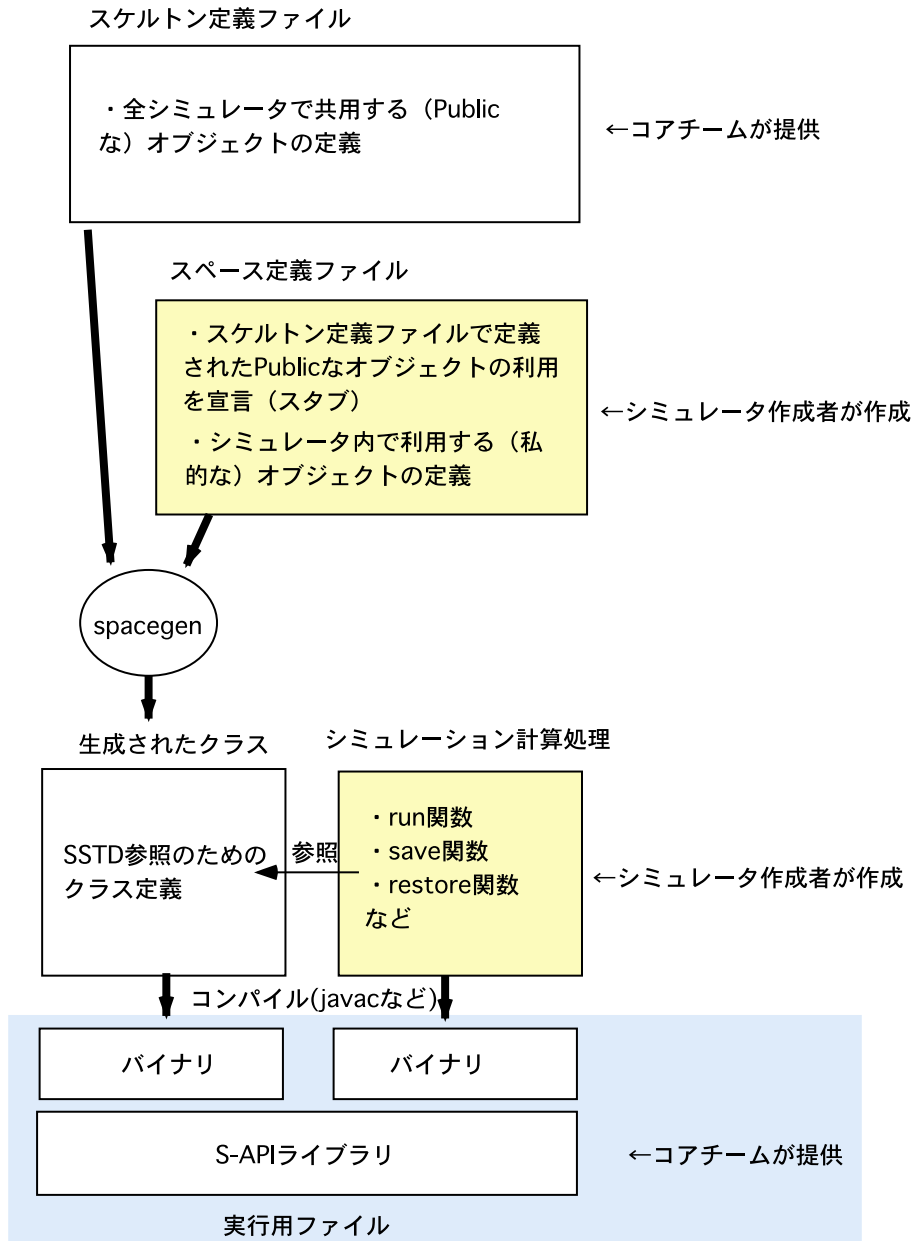 スケルトン定義ファイル
・全シミュレータで共用する（Public
な）オブジェクトの定義
←コアチームが提供
スペース定義ファイル
・スケルトン定義ファイルで定義
されたPublicなオブジェクトの利用
を宣言（スタブ）
・シミュレータ内で利用する（私
的な）オブジェクトの定義
←シミュレータ作成者が作成
spacegen
生成されたクラス
シミュレーション計算処理
SSTD参照のための
クラス定義
参照
・run関数
・save関数
・restore関数
など
←シミュレータ作成者が作成
コンパイル(javacなど)
バイナリ
バイナリ
S-APIライブラリ
←コアチームが提供
実行用ファイル